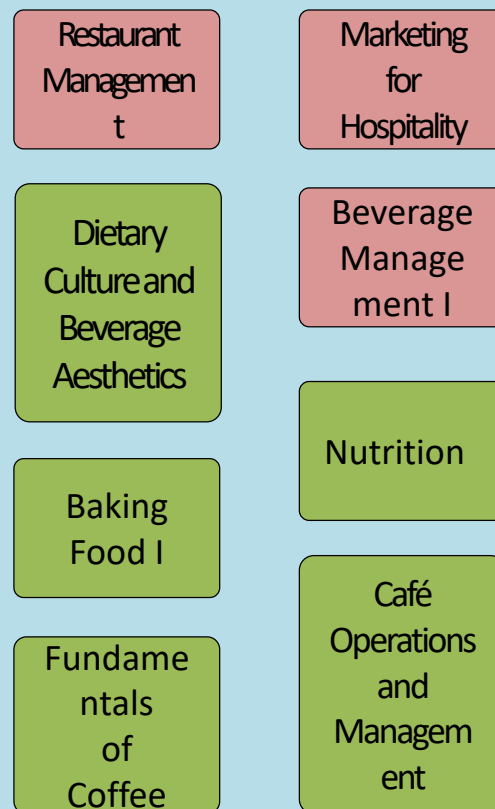 Restaurant
Managemen
t
Marketing
for
Hospitality
Dietary
Culture and
Beverage
Aesthetics
Beverage
Manage
ment I
Baking
Food I
Nutrition
Fundame
ntals
of
Coffee
Café
Operations
and
Managem
ent